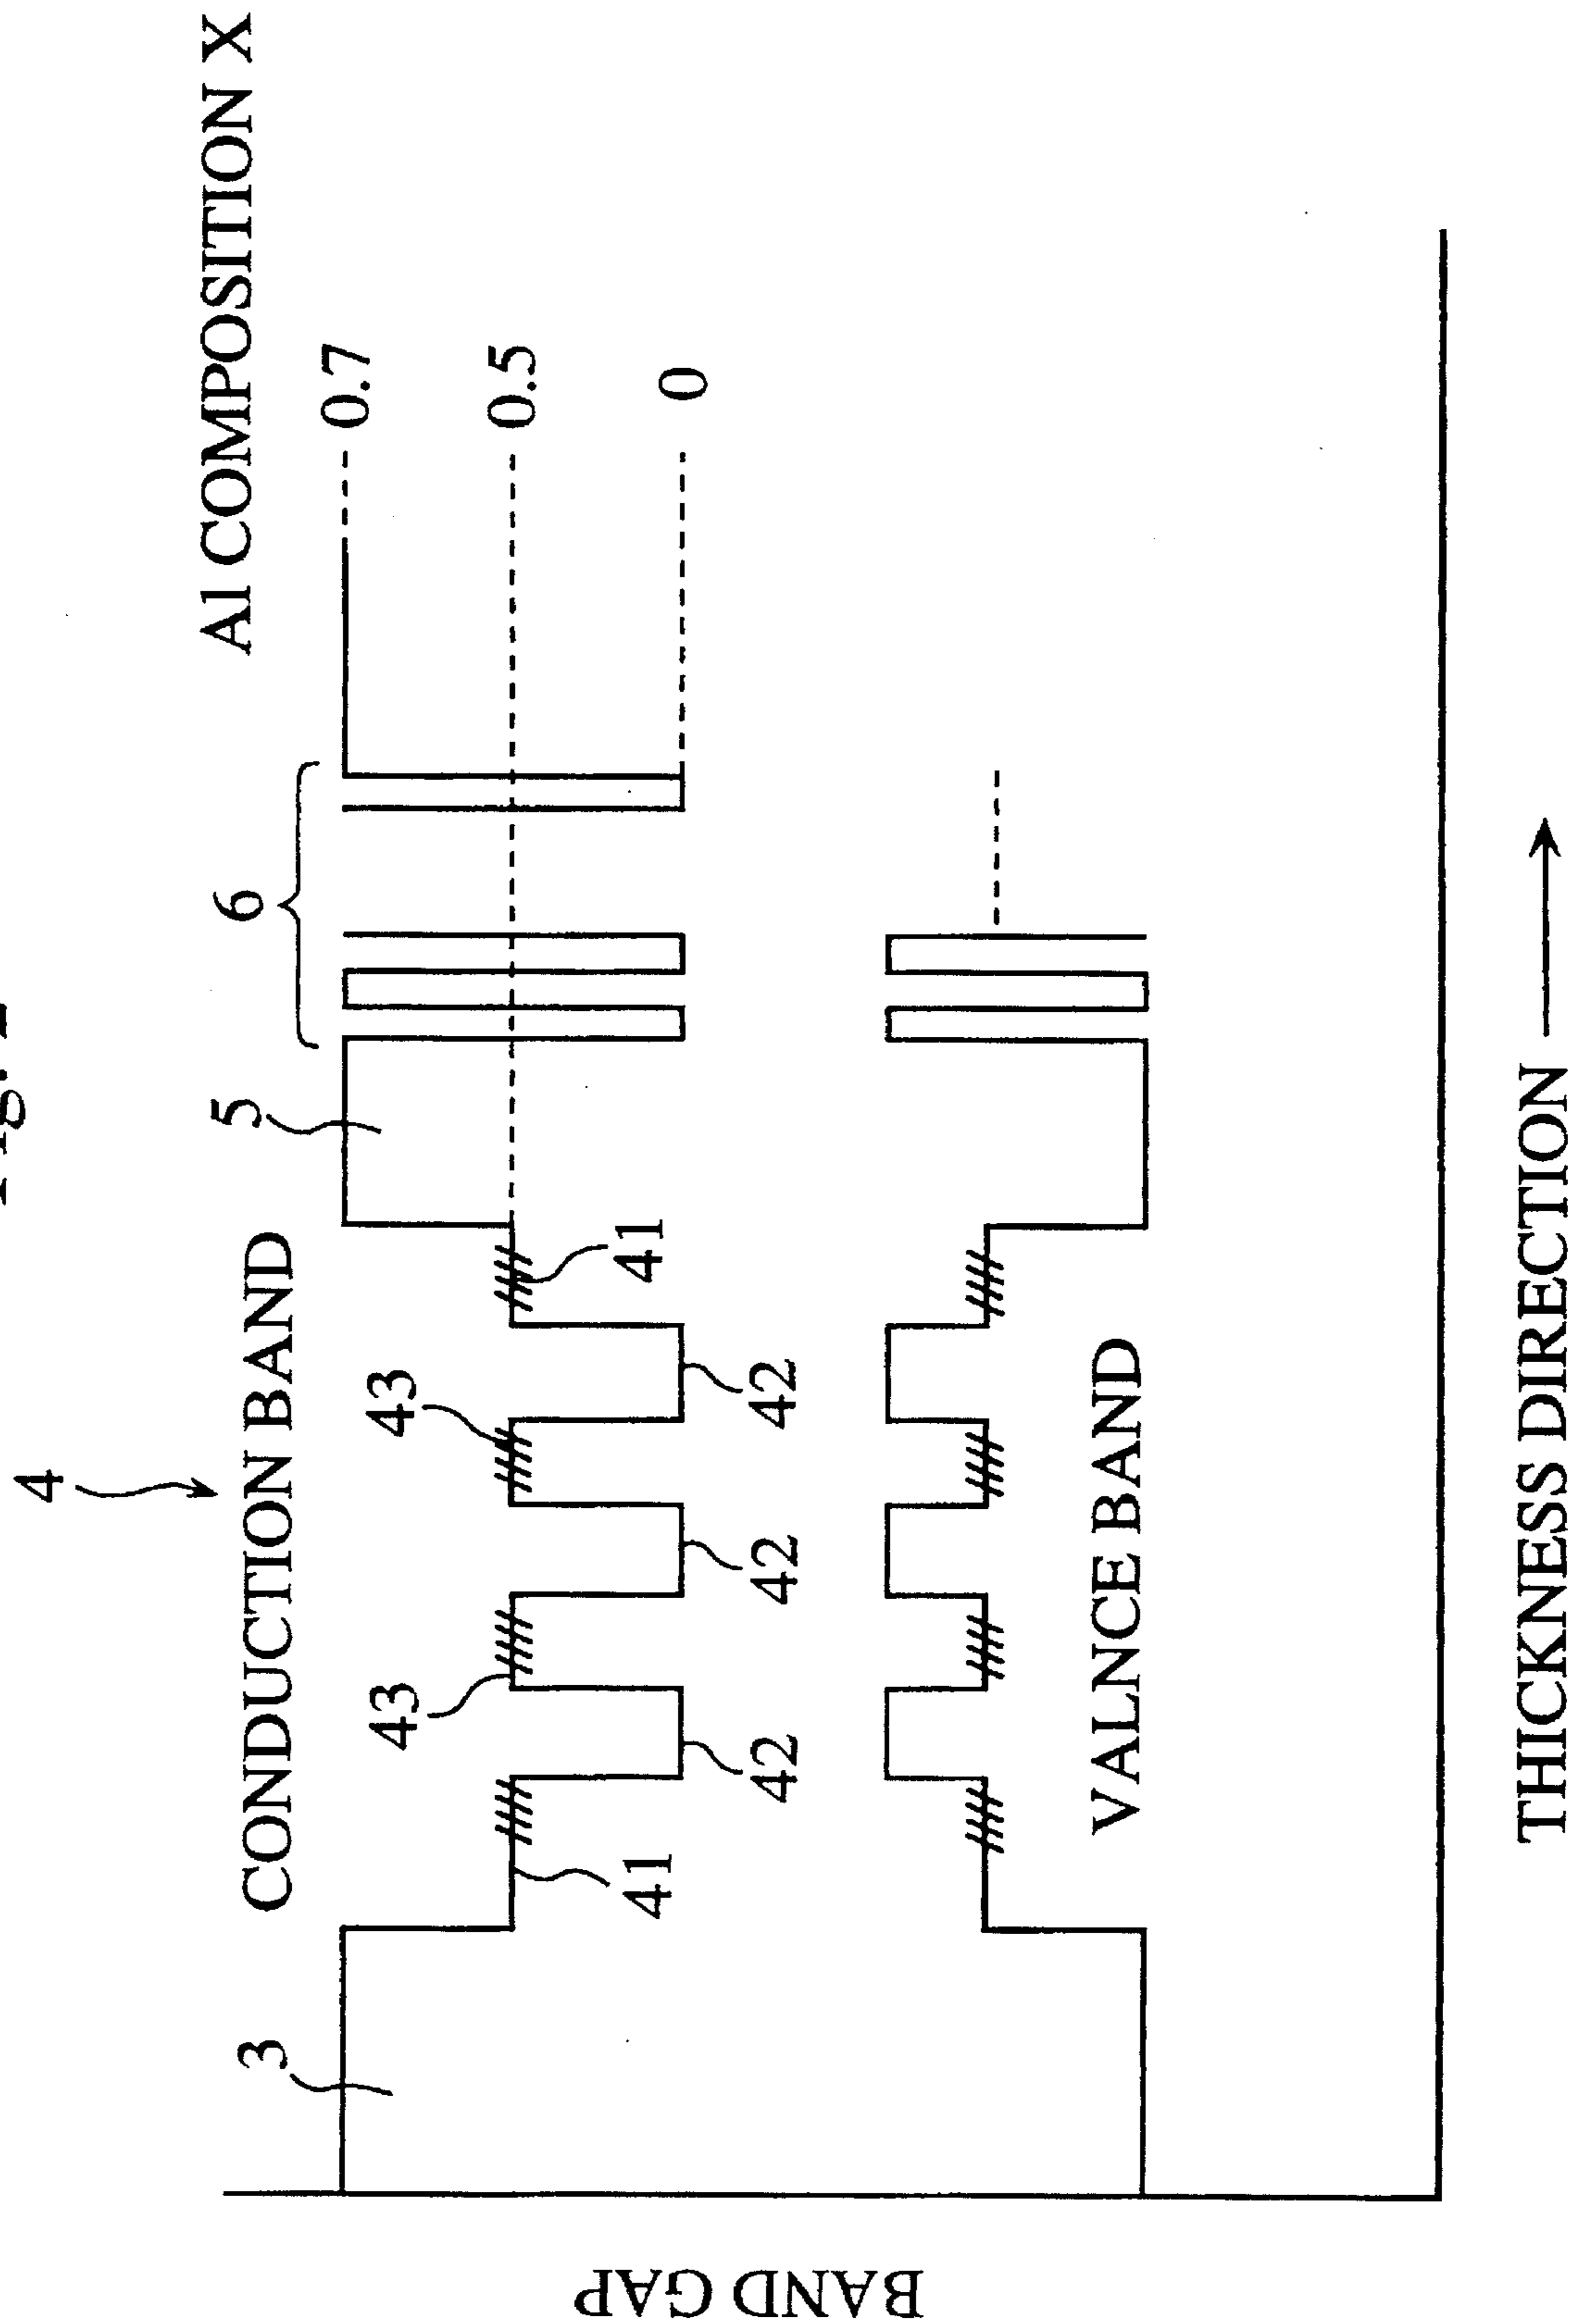 4
CONDUCTION BAND
Al COMPOSITION X
3
5
6
0.7
43
43
0.5
41
41
0
42
42
42
VALNCE BAND
BAND GAP
THICKNESS DIRECTION